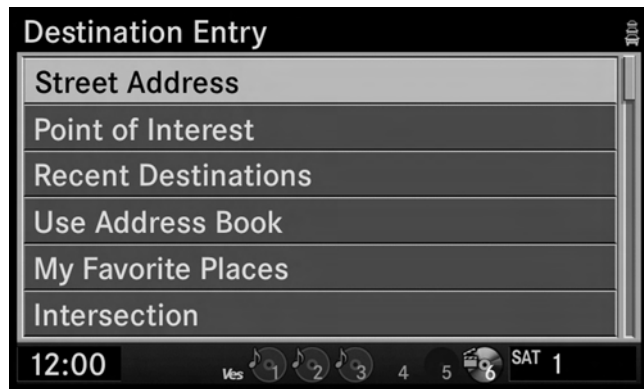 Destination Entry
Street Address
Point of Interest
Recent Destinations
Use Address Book
My Favorite Places
Intersection
12:00 Ves 1 2 3 4 5 6 SAT 1